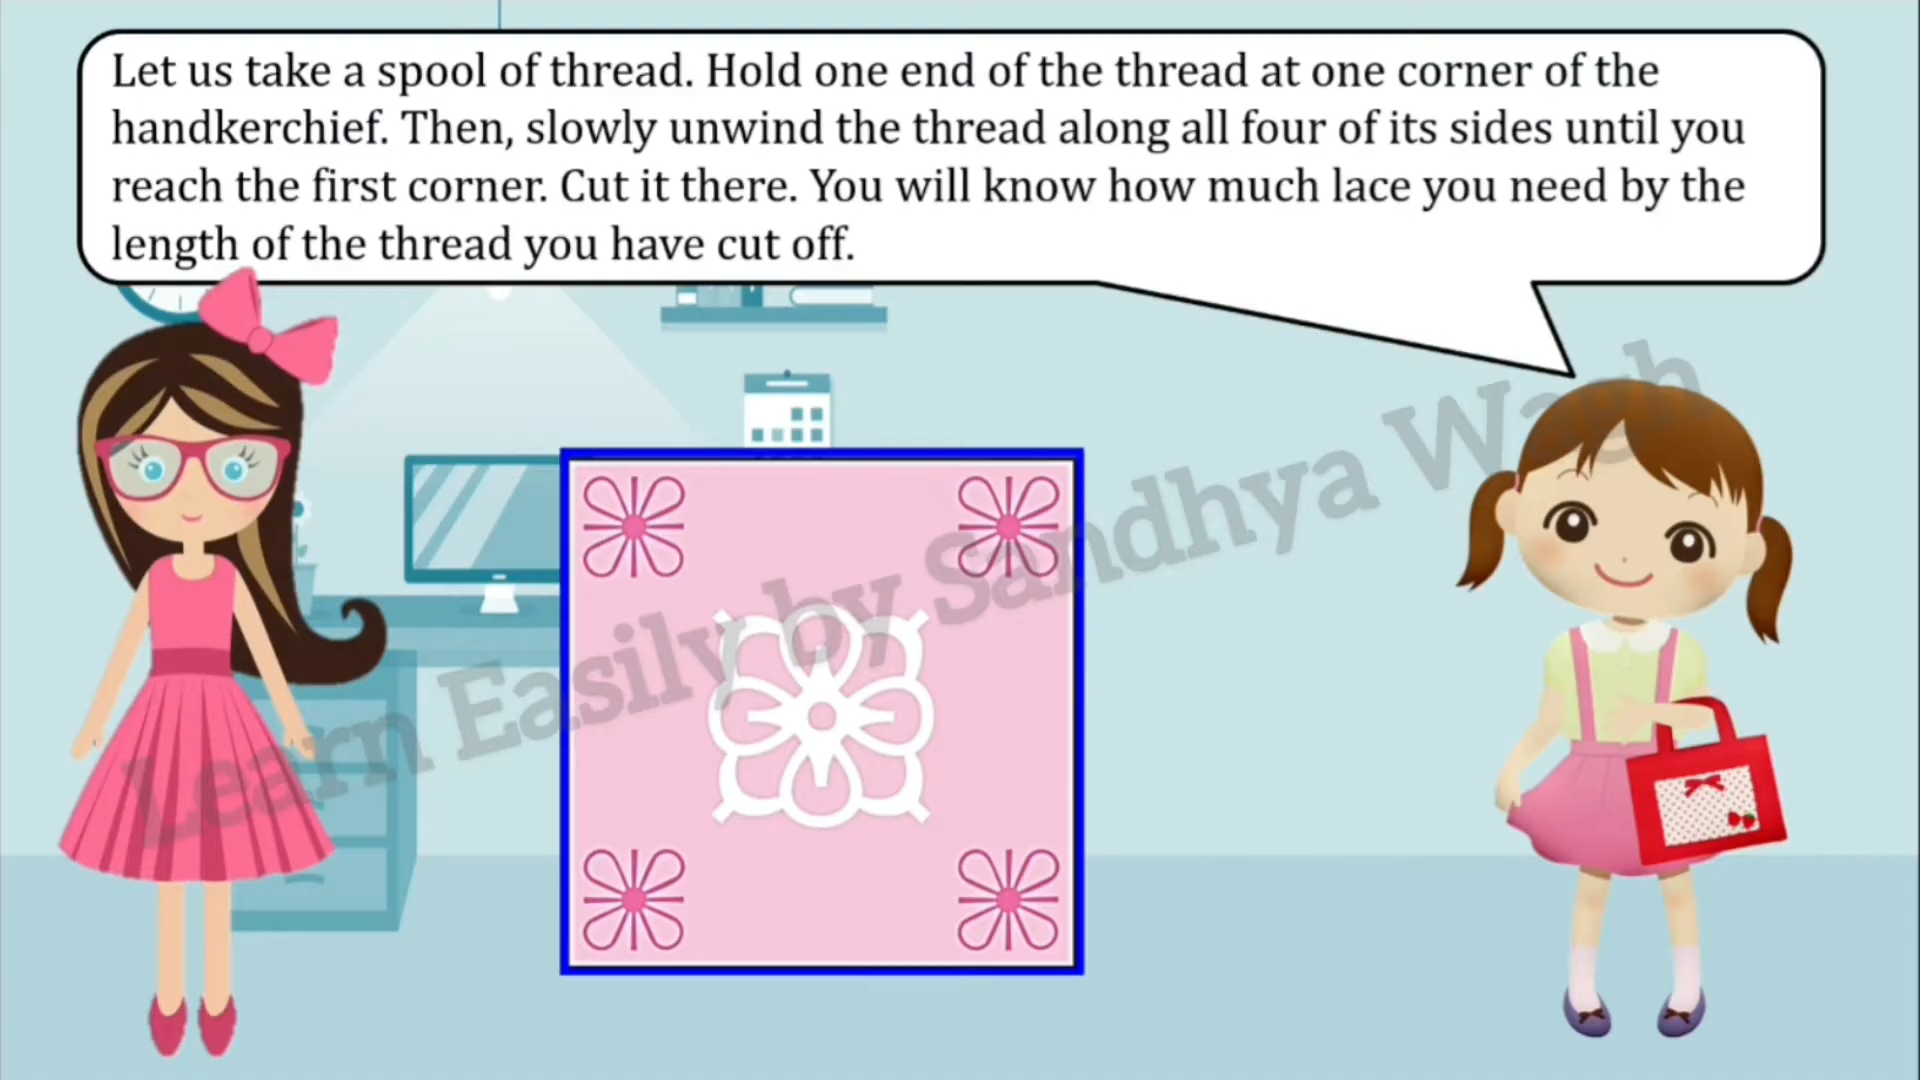 Let us take a spool of thread. Hold one end of the thread at one corner of the
handkerchief. Then, slowly unwind the thread along all four of its sides until you
reach the first corner. Cut it there. You will know how much lace you need by the
length of the thread you have cut off.
Learn Easily by Sandhya Wagh